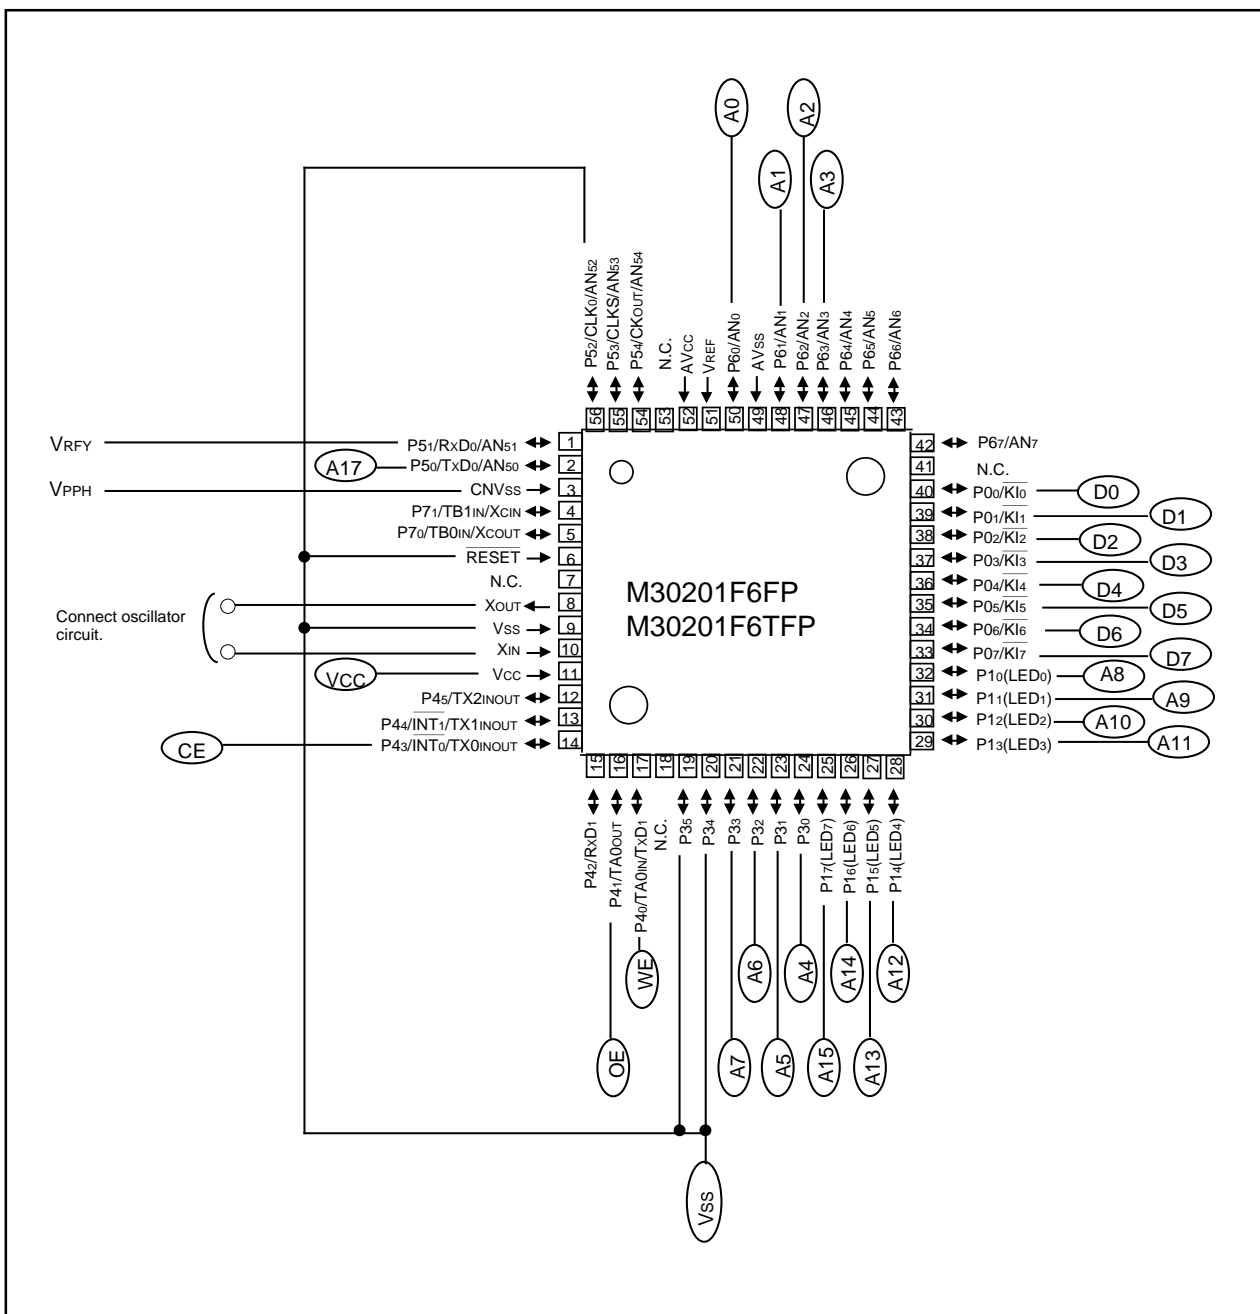 A0
A2
A1
A3
P52/CLK0/AN52
P53/CLKS/AN53
P54/CKOUT/AN54
N.C.
AVCC
VREF
P60/AN0
AVSS
P61/AN1
P62/AN2
P63/AN3
P64/AN4
P65/AN5
P66/AN6
56 55 54 53 52 51 50 49 48 47 46 45 44 43
VRFY P51/RXD0/AN51 1
A17 P50/TXD0/AN50 2
VPPH CNVSS 3
P71/TB1IN/XCIN 4
P70/TB0IN/XCOUT 5
RESET 6
N.C. 7
Connect oscillator
circuit.
XOUT 8
VSS 9
XIN 10
VCC VCC 11
P45/TX2INOUT 12
P44/INT1/TX1INOUT 13
CE P43/INT0/TX0INOUT 14
M30201F6FP
M30201F6TFP
42 P67/AN7
41 N.C.
40 P00/KI0 D0
39 P01/KI1 D1
38 P02/KI2 D2
37 P03/KI3 D3
36 P04/KI4 D4
35 P05/KI5 D5
34 P06/KI6 D6
33 P07/KI7 D7
32 P10(LED0) A8
31 P11(LED1) A9
30 P12(LED2) A10
29 P13(LED3) A11
15 16 17 18 19 20 21 22 23 24 25 26 27 28
P42/RXD1
P41/TA0OUT
P40/TA0IN/TXD1
N.C.
P35
P34
P33
P32
P31
P30
P17(LED7)
P16(LED6)
P15(LED5)
P14(LED4)
WE
A6
A4
A14
A12
OE
A7
A5
A15
A13
VSS